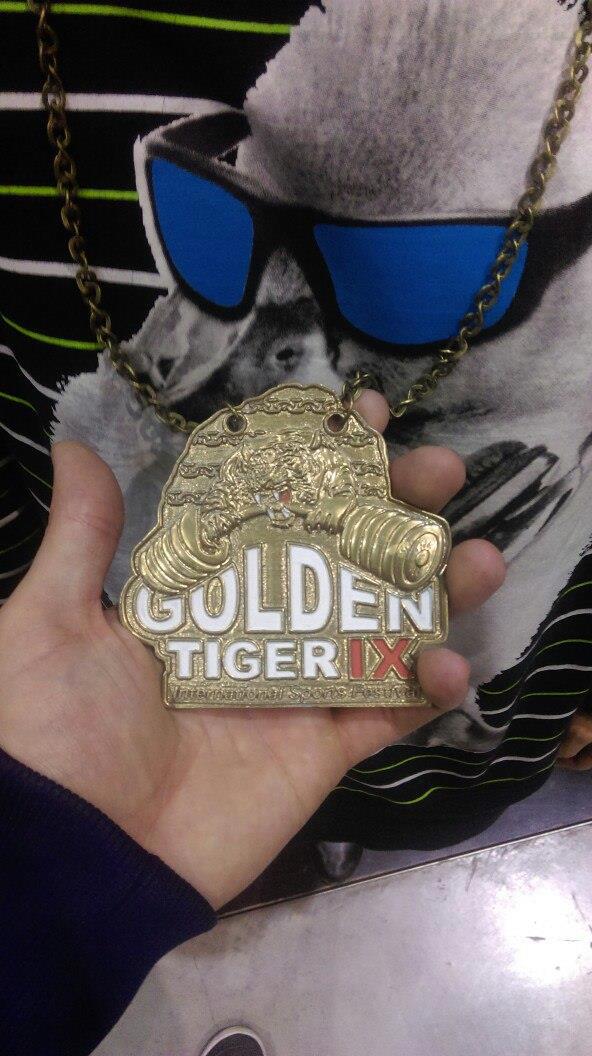 GOLDEN
TIGER IX
International Sports Festival